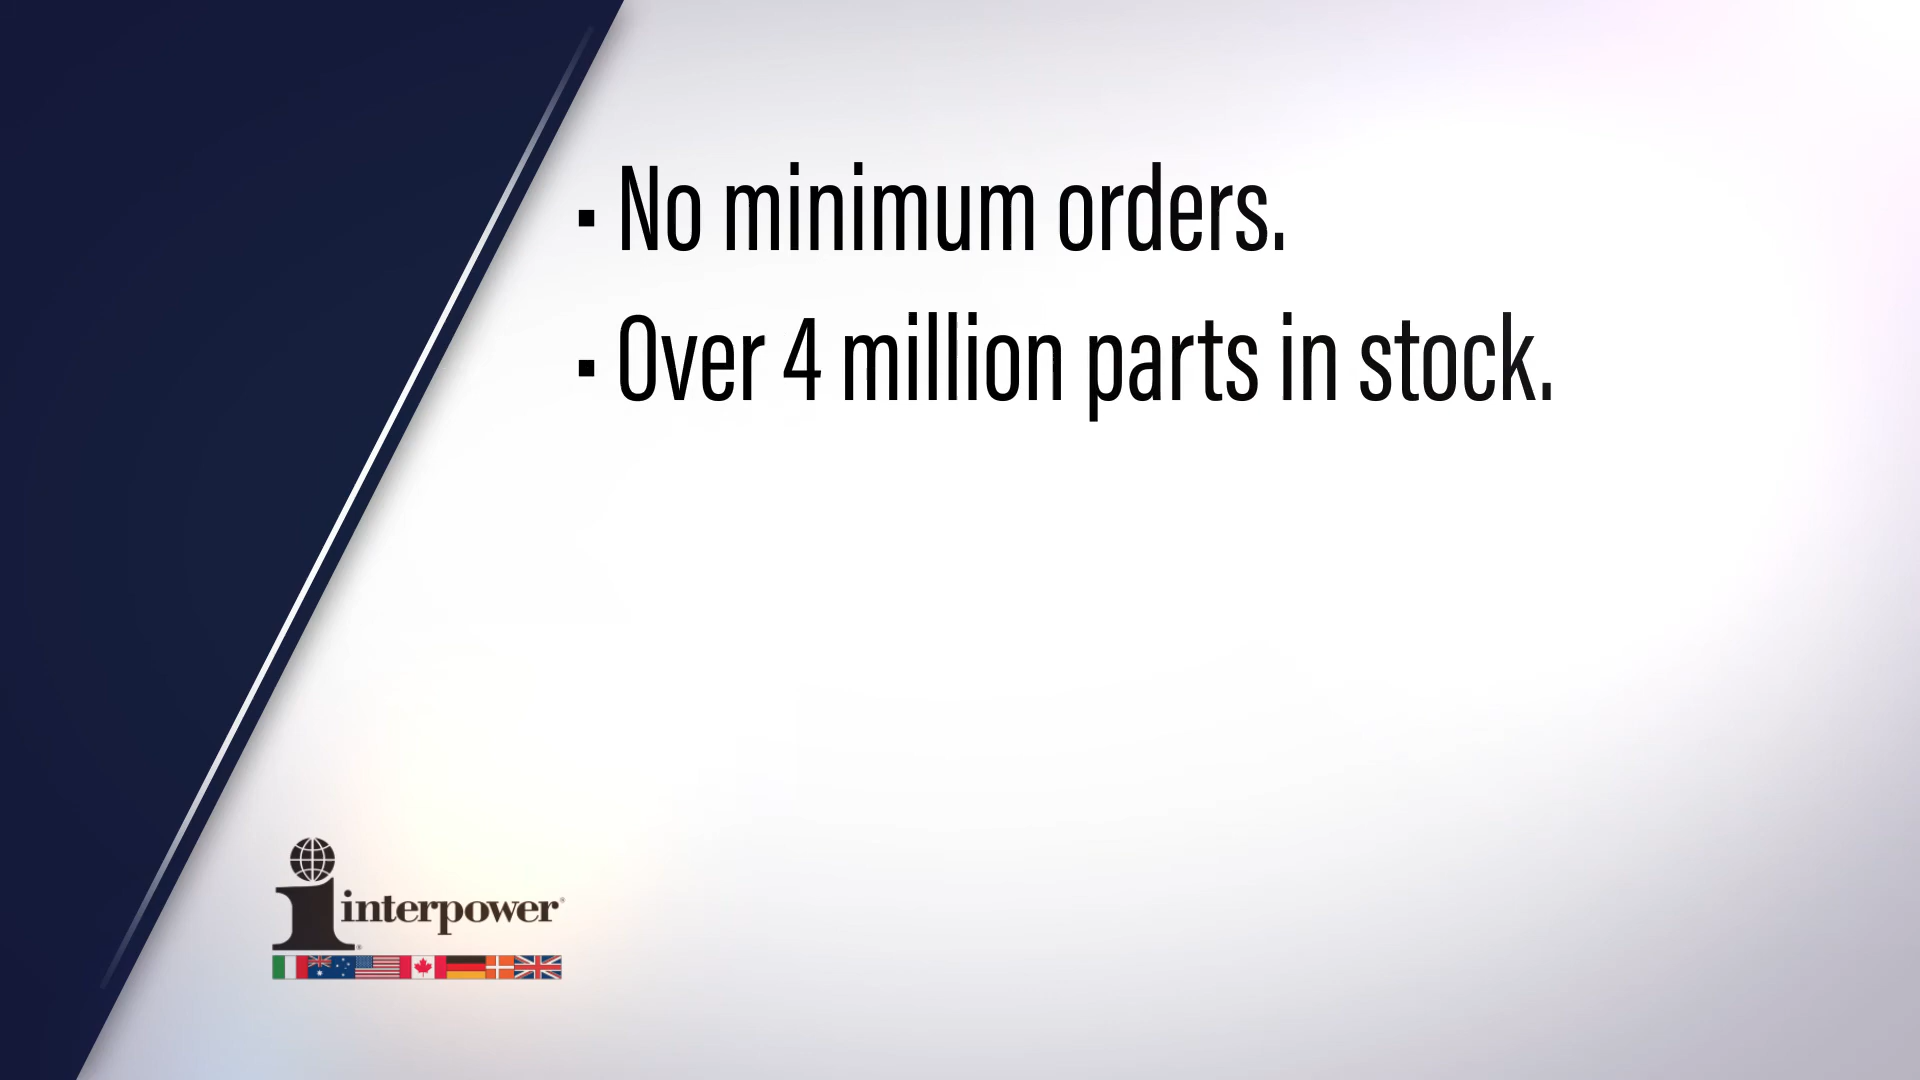 ▪ No minimum orders.
▪ Over 4 million parts in stock.
interpower®